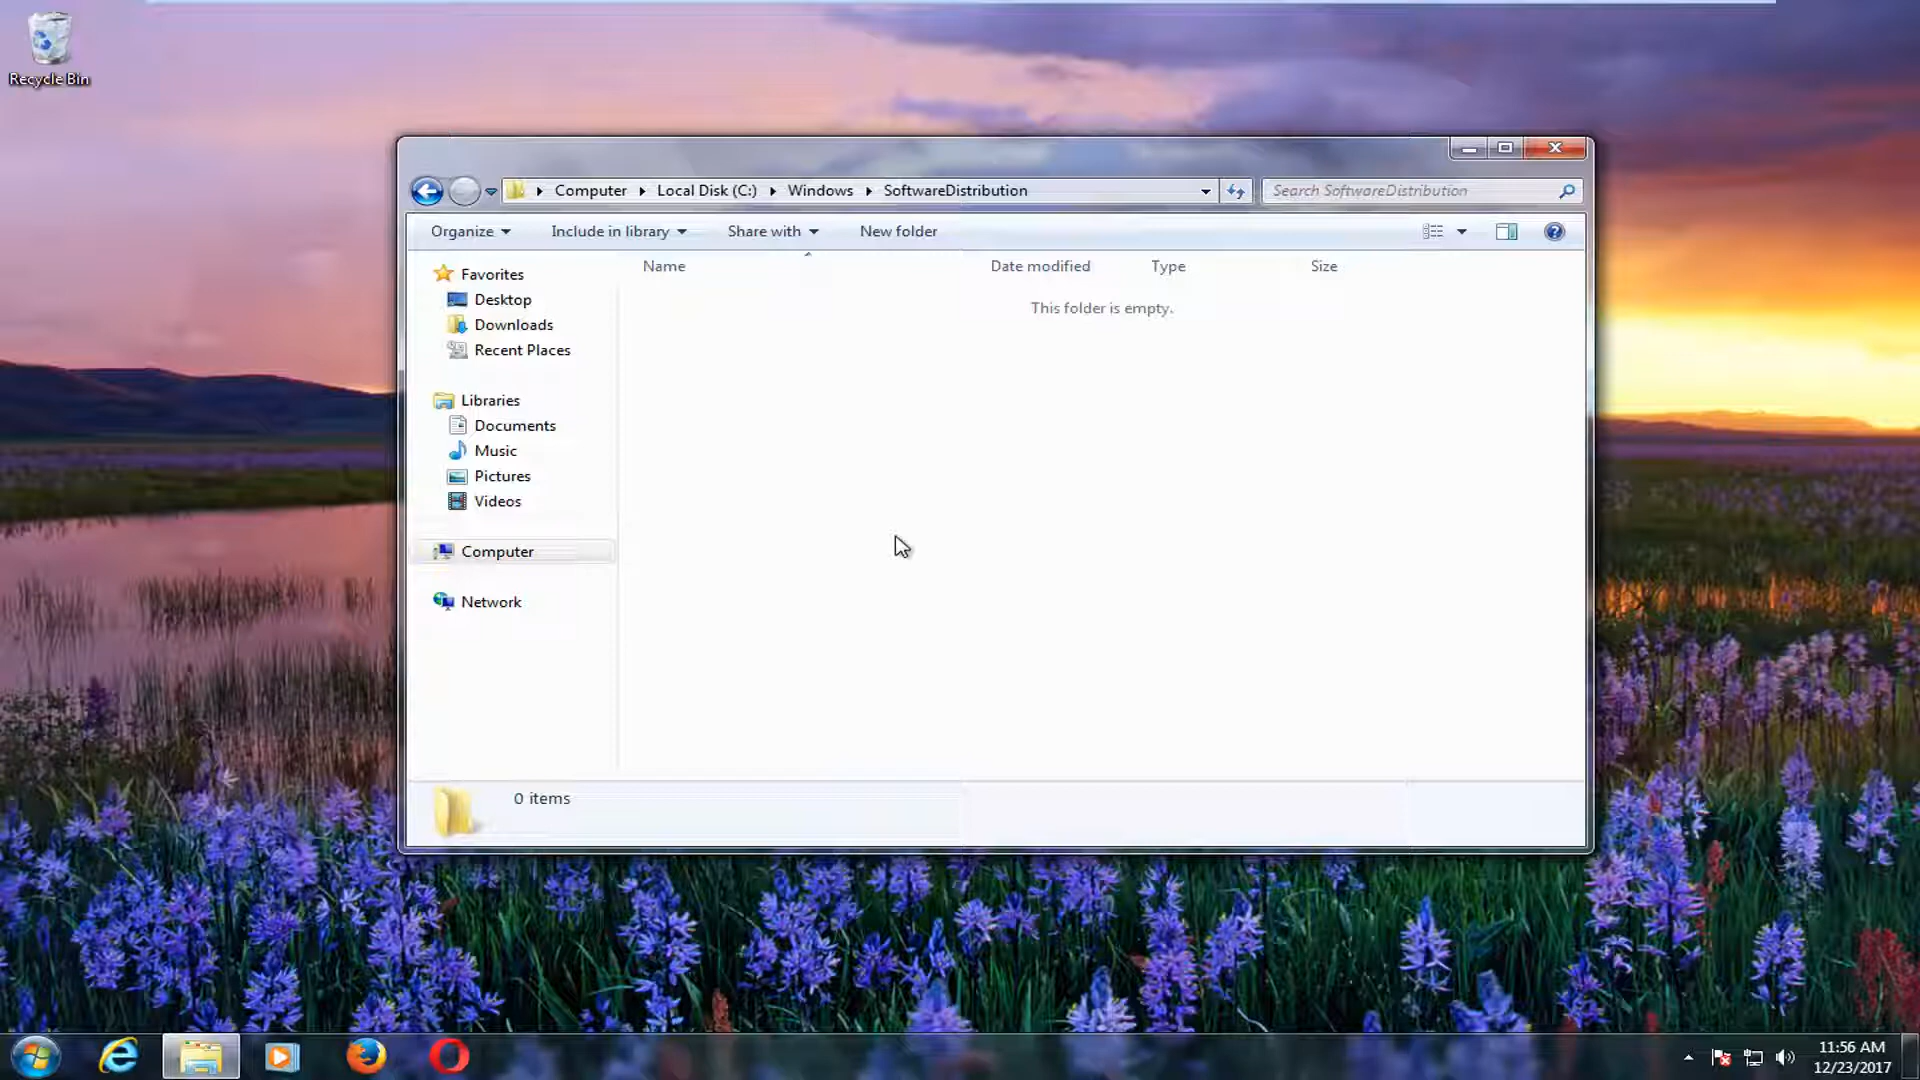 Recycle Bin
Computer Local Disk (C:) Windows SoftwareDistribution
Search SoftwareDistribution
Organize Include in library Share with New folder
Name Date modified Type Size
This folder is empty.
Favorites
Desktop
Downloads
Recent Places
Libraries
Documents
Music
Pictures
Videos
Computer
Network
0 items
11:56 AM
12/23/2017